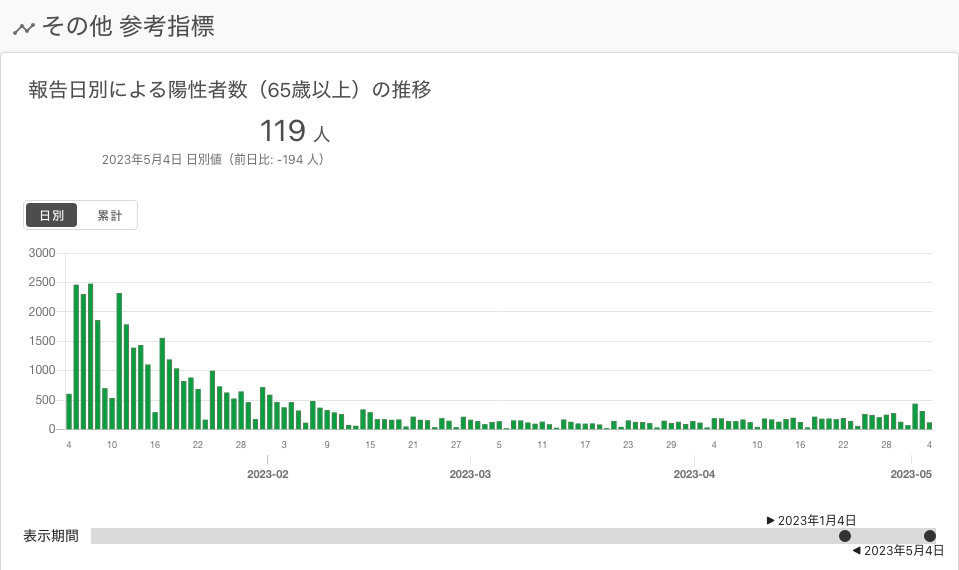 その他 参考指標
報告日別による陽性者数（65歳以上）の推移
119 人
2023年5月4日 日別値（前日比: -194 人）
日別 累計
3000
2500
2000
1500
1000
500
0
4 10 16 22 28 3 9 15 21 27 5 11 17 23 29 4 10 16 22 28 4
2023-02 2023-03 2023-04 2023-05
▶ 2023年1月4日
表示期間
◀ 2023年5月4日